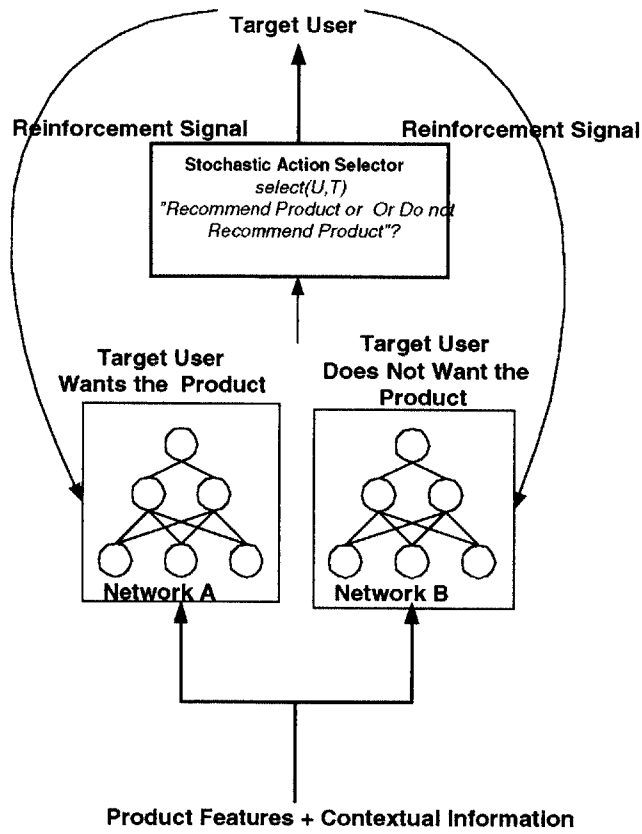 Target User
Reinforcement Signal
Reinforcement Signal
Stochastic Action Selector
select(U,T)
"Recommend Product or Or Do not
Recommend Product"?
Target User
Wants the Product
Target User
Does Not Want the
Product
Network A
Network B
Product Features + Contextual Information